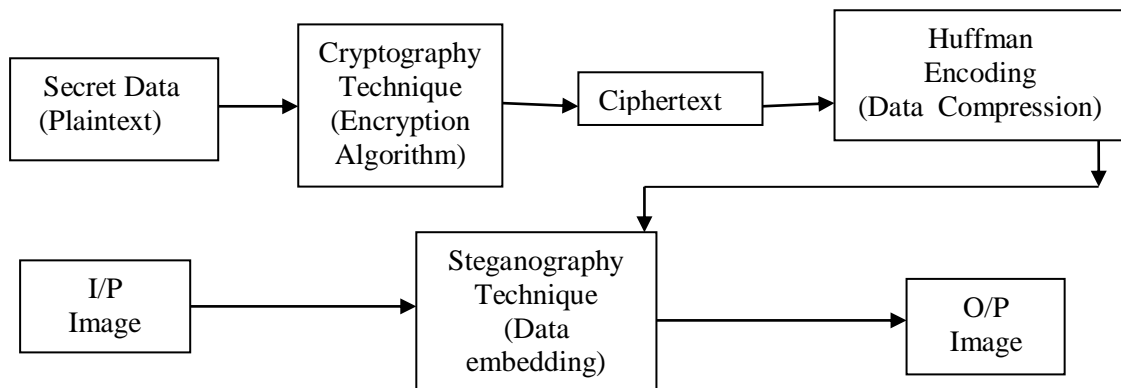 Secret Data
(Plaintext)
Cryptography
Technique
(Encryption
Algorithm)
Ciphertext
Huffman
Encoding
(Data Compression)
I/P
Image
Steganography
Technique
(Data
embedding)
O/P
Image